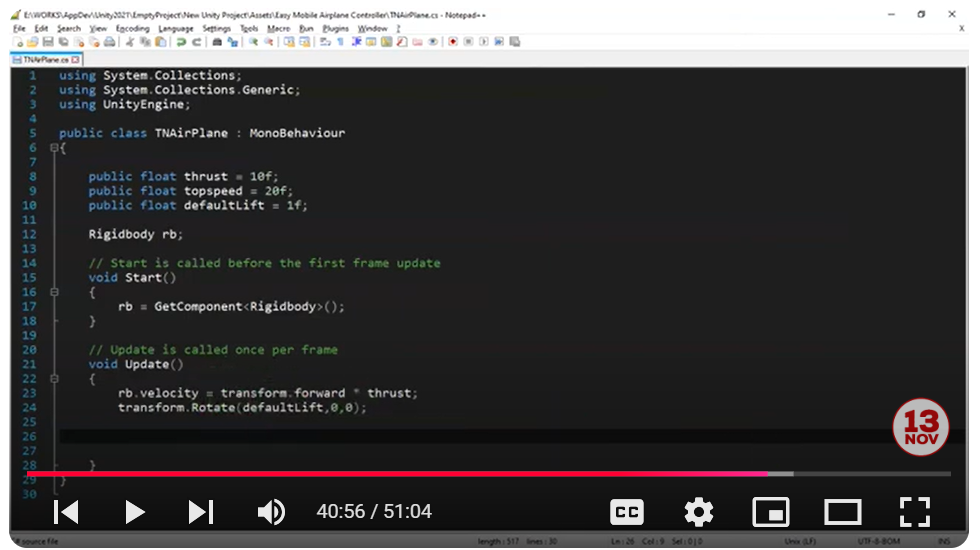 E:\WORKS\AppDev\Unity2021\EmptyProject\New Unity Project\Assets\Easy Mobile Airplane Controller\TNAirPlane.cs - Notepad++
File Edit Search View Encoding Language Settings Tools Macro Run Plugins Window ? X
TNAirPlane.cs
1 using System.Collections;
2 using System.Collections.Generic;
3 using UnityEngine;
4
5 public class TNAirPlane : MonoBehaviour
6 {
7
8 public float thrust = 10f;
9 public float topspeed = 20f;
10 public float defaultLift = 1f;
11
12 Rigidbody rb;
13
14 // Start is called before the first frame update
15 void Start()
16 {
17 rb = GetComponent<Rigidbody>();
18 }
19
20 // Update is called once per frame
21 void Update()
22 {
23 rb.velocity = transform.forward * thrust;
24 transform.Rotate(defaultLift,0,0);
25
26
27
28 }
29 }
30
13
NOV
40:56 / 51:04
CC
# source file length : 517 lines : 30 Ln : 26 Col : 9 Sel : 0 | 0 Unix (LF) UTF-8-BOM INS